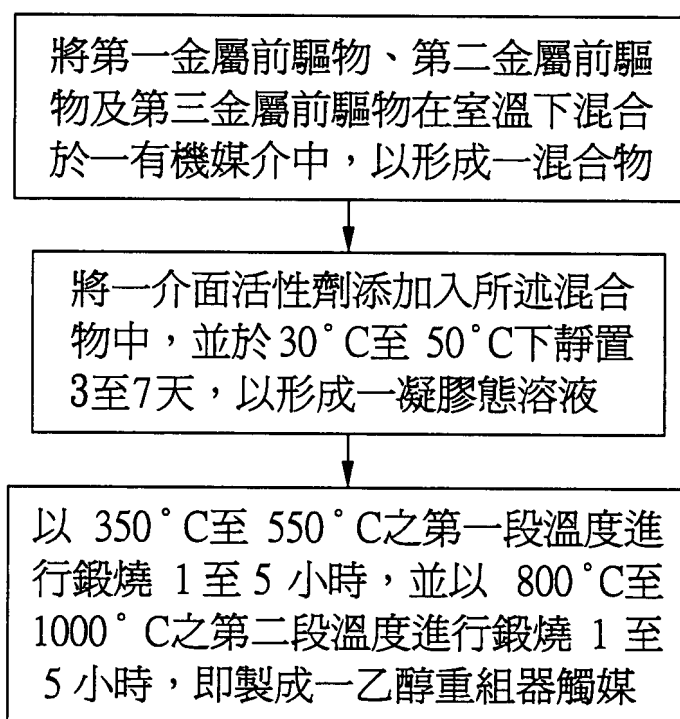 將第一金屬前驅物、第二金屬前驅
物及第三金屬前驅物在室溫下混合
於一有機媒介中，以形成一混合物
將一介面活性劑添加入所述混合
物中，並於30°C至 50°C下靜置
3至7天，以形成一凝膠態溶液
以 350°C至 550°C之第一段溫度進
行鍛燒 1 至 5 小時，並以 800°C至
1000°C之第二段溫度進行鍛燒 1 至
5 小時，即製成一乙醇重組器觸媒